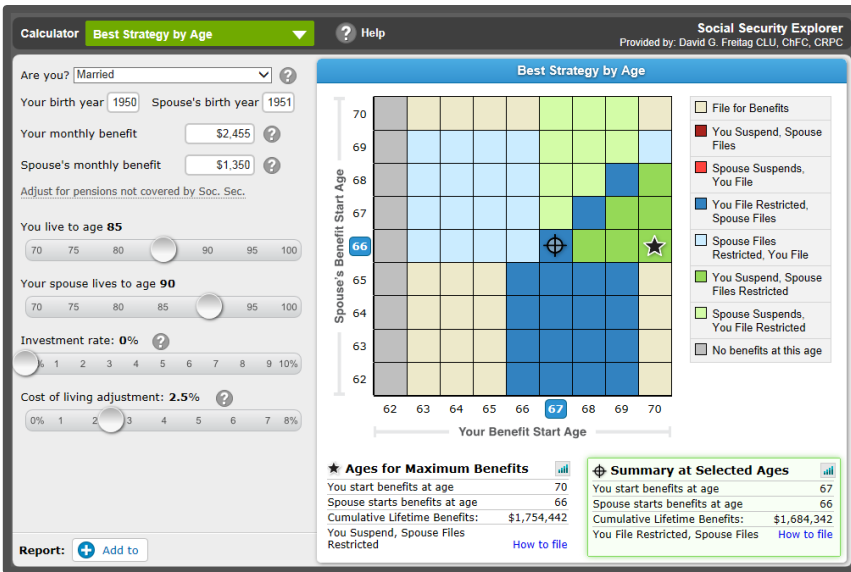 Calculator Best Strategy by Age
? Help
Social Security Explorer
Provided by: David G. Freitag CLU, ChFC, CRPC
Are you? Married ?
Your birth year 1950 Spouse's birth year 1951
Your monthly benefit $2,455 ?
Spouse's monthly benefit $1,350 ?
Adjust for pensions not covered by Soc. Sec.
You live to age 85
70 75 80 90 95 100
Your spouse lives to age 90
70 75 80 85 95 100
Investment rate: 0% ?
% 1 2 3 4 5 6 7 8 9 10%
Cost of living adjustment: 2.5% ?
0% 1 2 3 4 5 6 7 8%
Report: Add to
Best Strategy by Age
Spouse's Benefit Start Age
70
69
68
67
66
65
64
63
62
62 63 64 65 66 67 68 69 70
Your Benefit Start Age
File for Benefits
You Suspend, Spouse
Files
Spouse Suspends,
You File
You File Restricted,
Spouse Files
Spouse Files
Restricted, You File
You Suspend, Spouse
Files Restricted
Spouse Suspends,
You File Restricted
No benefits at this age
Ages for Maximum Benefits
You start benefits at age 70
Spouse starts benefits at age 66
Cumulative Lifetime Benefits: $1,754,442
You Suspend, Spouse Files
Restricted How to file
Summary at Selected Ages
You start benefits at age 67
Spouse starts benefits at age 66
Cumulative Lifetime Benefits: $1,684,342
You File Restricted, Spouse Files How to file